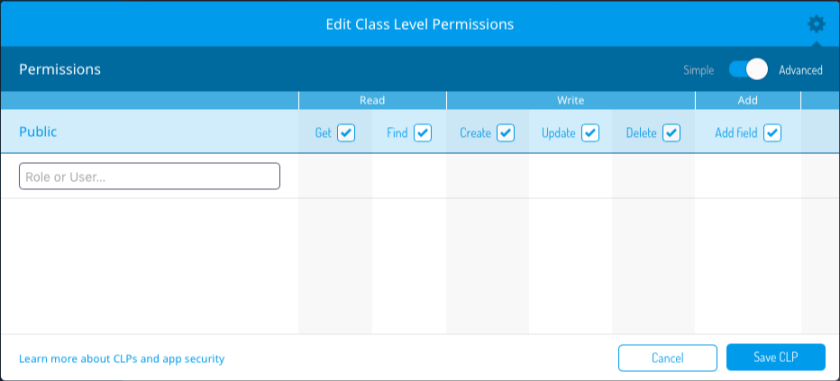 Edit Class Level Permissions
Permissions Simple Advanced
Read Write Add
Public Get Find Create Update Delete Add field
Role or User...
Learn more about CLPs and app security Cancel Save CLP